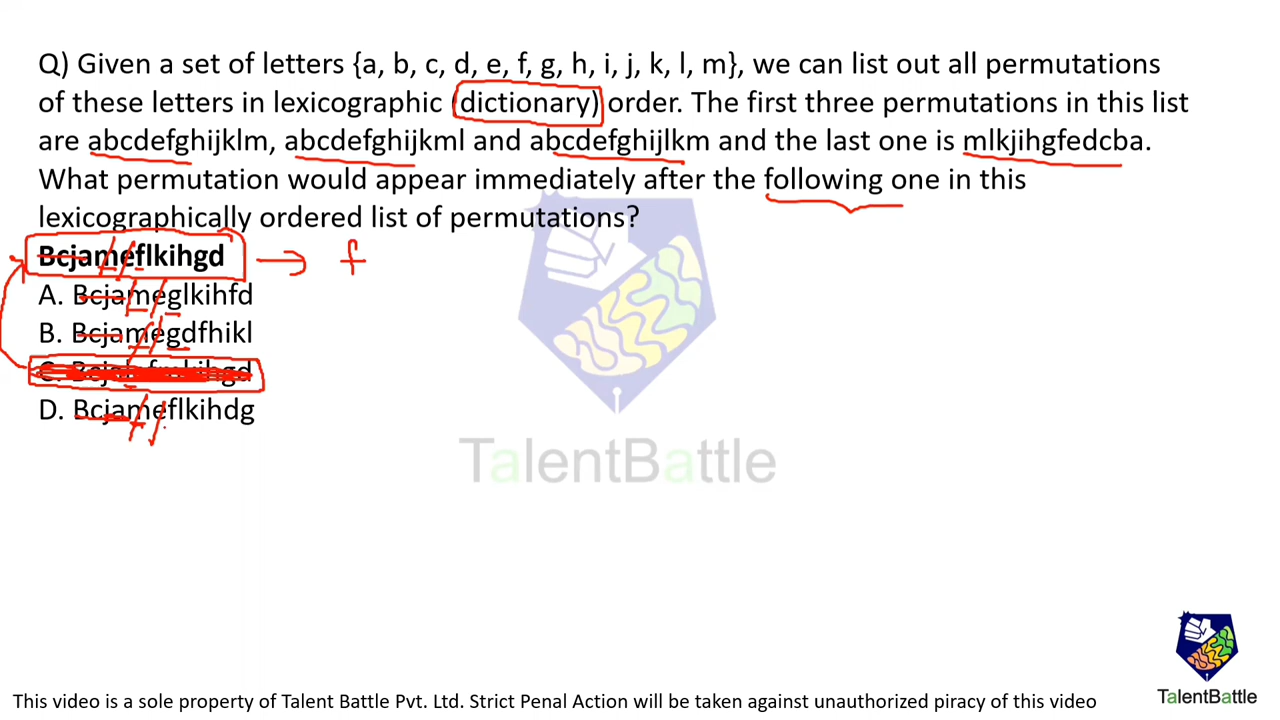 Q) Given a set of letters {a, b, c, d, e, f, g, h, i, j, k, l, m}, we can list out all permutations
of these letters in lexicographic (dictionary) order. The first three permutations in this list
are abcdefghijklm, abcdefghijkml and abcdefghijlkm and the last one is mlkjihgfedcba.
What permutation would appear immediately after the following one in this
lexicographically ordered list of permutations?
Bcjameflkihgd → f
A. Bcjameglkihfd
B. Bcjamegdfhikl
C.
D. Bcjameflkihdg
TalentBattle
TalentBattle
This video is a sole property of Talent Battle Pvt. Ltd. Strict Penal Action will be taken against unauthorized piracy of this video